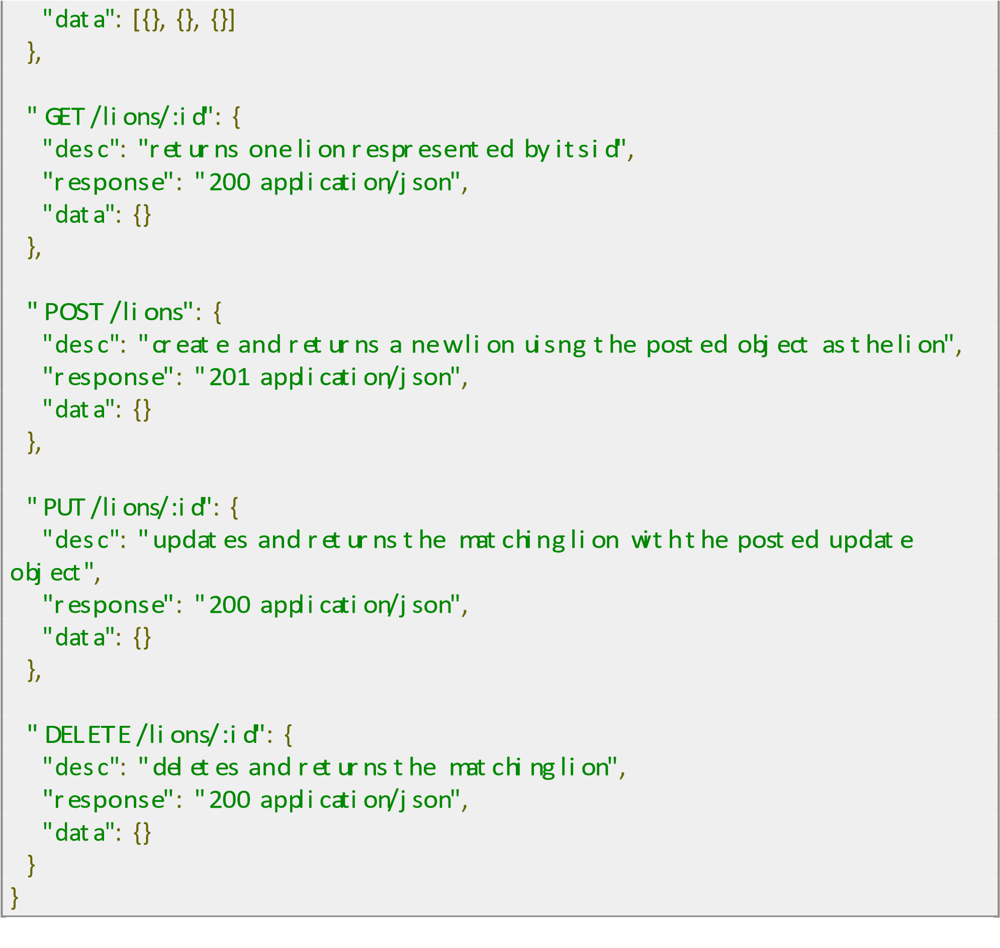 "data": [{}, {}, {}]
},
"GET /lions/:id": {
"desc": "returns one lion respresented by its id",
"response": "200 application/json",
"data": {}
},
"POST /lions": {
"desc": "create and returns a new lion uisng the posted object as the lion",
"response": "201 application/json",
"data": {}
},
"PUT /lions/:id": {
"desc": "updates and returns the matching lion with the posted update
object",
"response": "200 application/json",
"data": {}
},
"DELETE /lions/:id": {
"desc": "deletes and returns the matching lion",
"response": "200 application/json",
"data": {}
}
}